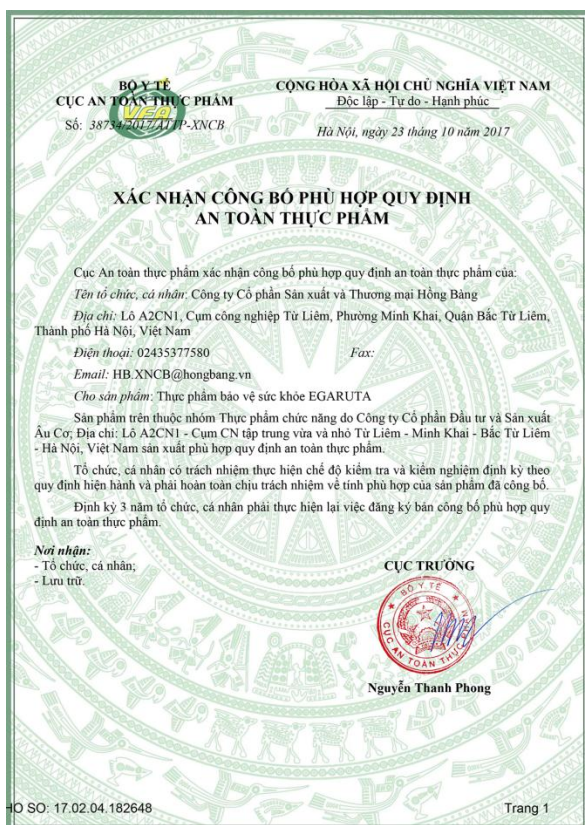 BỘ Y TẾ
CỤC AN TOÀN THỰC PHẨM
VFA
Số: 38734/2017/ATTP-XNCB
CỘNG HÒA XÃ HỘI CHỦ NGHĨA VIỆT NAM
Độc lập - Tự do - Hạnh phúc
Hà Nội, ngày 23 tháng 10 năm 2017
XÁC NHẬN CÔNG BỐ PHÙ HỢP QUY ĐỊNH
AN TOÀN THỰC PHẨM
Cục An toàn thực phẩm xác nhận công bố phù hợp quy định an toàn thực phẩm của:
Tên tổ chức, cá nhân: Công ty Cổ phần Sản xuất và Thương mại Hồng Bàng
Địa chỉ: Lô A2CN1, Cụm công nghiệp Từ Liêm, Phường Minh Khai, Quận Bắc Từ Liêm,
Thành phố Hà Nội, Việt Nam
Điện thoại: 02435377580 Fax:
Email: HB.XNCB@hongbang.vn
Cho sản phẩm: Thực phẩm bảo vệ sức khỏe EGARUTA
Sản phẩm trên thuộc nhóm Thực phẩm chức năng do Công ty Cổ phần Đầu tư và Sản xuất
Âu Cơ; Địa chỉ: Lô A2CN1 - Cụm CN tập trung vừa và nhỏ Từ Liêm - Minh Khai - Bắc Từ Liêm
- Hà Nội, Việt Nam sản xuất phù hợp quy định an toàn thực phẩm.
Tổ chức, cá nhân có trách nhiệm thực hiện chế độ kiểm tra và kiểm nghiệm định kỳ theo
quy định hiện hành và phải hoàn toàn chịu trách nhiệm về tính phù hợp của sản phẩm đã công bố.
Định kỳ 3 năm tổ chức, cá nhân phải thực hiện lại việc đăng ký bản công bố phù hợp quy
định an toàn thực phẩm.
Nơi nhận:
- Tổ chức, cá nhân;
- Lưu trữ.
CỤC TRƯỞNG
BỘ Y TẾ
CỤC AN TOÀN THỰC PHẨM
Nguyễn Thanh Phong
HO SO: 17.02.04.182648
Trang 1